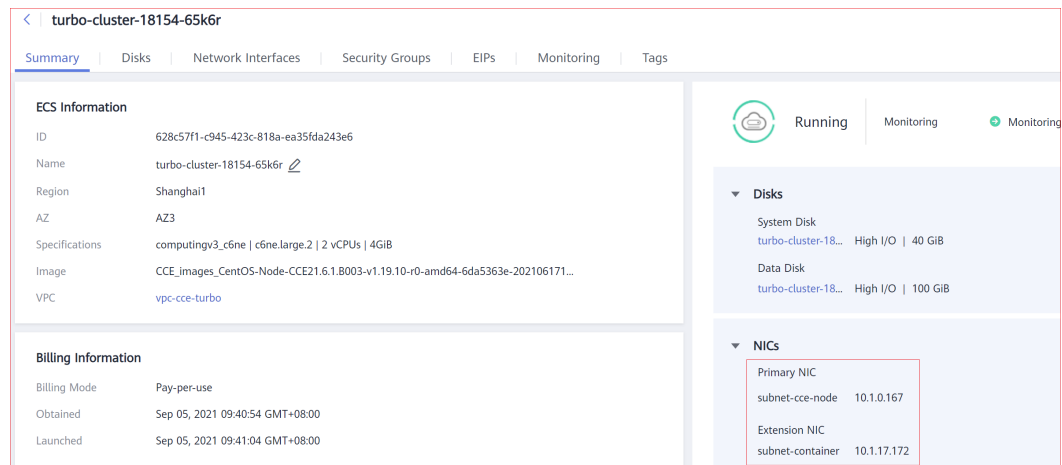 turbo-cluster-18154-65k6r
Summary Disks Network Interfaces Security Groups EIPs Monitoring Tags
ECS Information
ID 628c57f1-c945-423c-818a-ea35fda243e6
Name turbo-cluster-18154-65k6r
Region Shanghai1
AZ AZ3
Specifications computingv3_c6ne | c6ne.large.2 | 2 vCPUs | 4GiB
Image CCE_images_CentOS-Node-CCE21.6.1.B003-v1.19.10-r0-amd64-6da5363e-202106171...
VPC vpc-cce-turbo
Billing Information
Billing Mode Pay-per-use
Obtained Sep 05, 2021 09:40:54 GMT+08:00
Launched Sep 05, 2021 09:41:04 GMT+08:00
Running Monitoring Monitoring
Disks
System Disk
turbo-cluster-18... High I/O | 40 GiB
Data Disk
turbo-cluster-18... High I/O | 100 GiB
NICs
Primary NIC
subnet-cce-node 10.1.0.167
Extension NIC
subnet-container 10.1.17.172